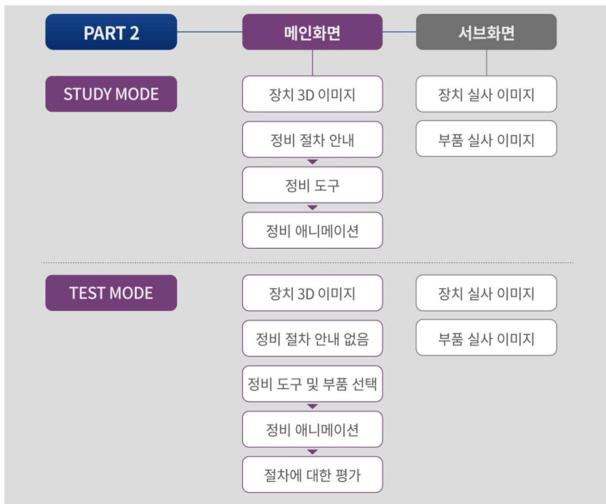 PART 2
메인화면
서브화면
STUDY MODE
장치 3D 이미지
장치 실사 이미지
정비 절차 안내
부품 실사 이미지
정비 도구
정비 애니메이션
TEST MODE
장치 3D 이미지
장치 실사 이미지
정비 절차 안내 없음
부품 실사 이미지
정비 도구 및 부품 선택
정비 애니메이션
절차에 대한 평가